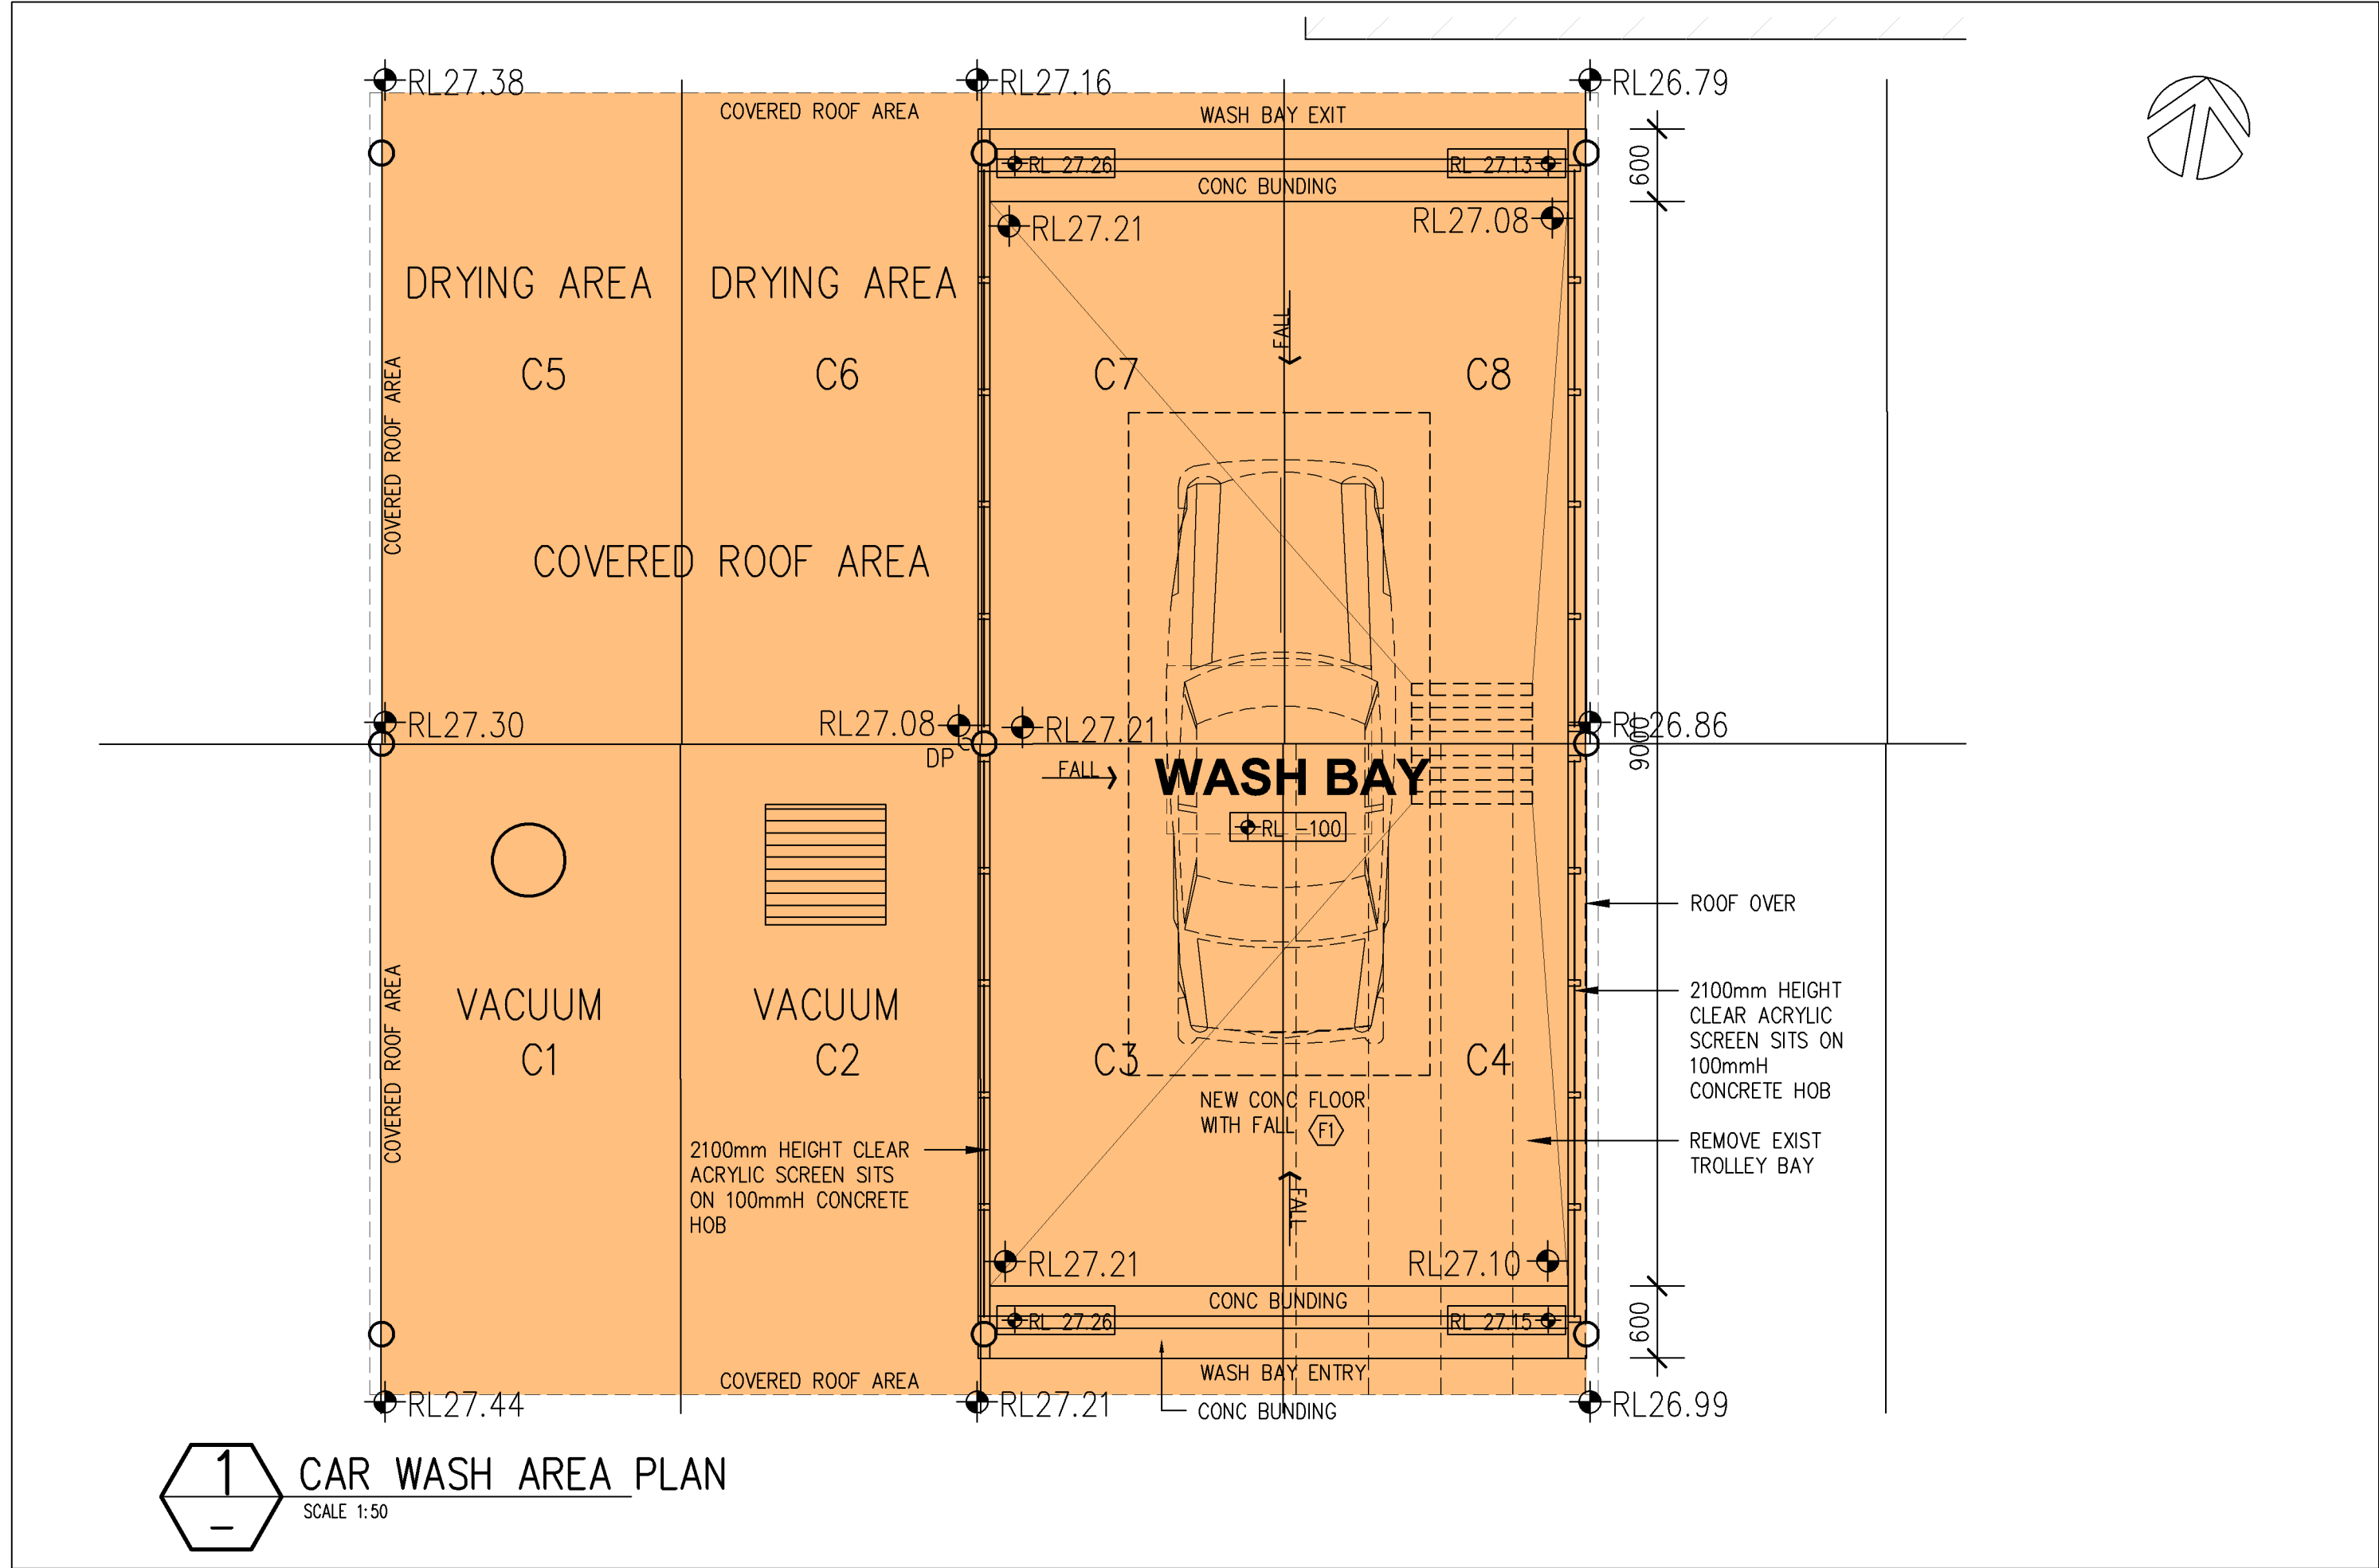 RL27.38
RL27.16
RL26.79
COVERED ROOF AREA
WASH BAY EXIT
RL 27.26
RL 27.13
600
CONC BUNDING
RL27.21
RL27.08
DRYING AREA
DRYING AREA
FALL
C5
C6
C7
C8
COVERED ROOF AREA
COVERED ROOF AREA
RL27.30
RL27.08
RL27.21
RL26.86
9000
DP
FALL
WASH BAY
RL -100
ROOF OVER
2100mm HEIGHT
CLEAR ACRYLIC
SCREEN SITS ON
100mmH
CONCRETE HOB
VACUUM
VACUUM
C1
C2
C3
C4
COVERED ROOF AREA
NEW CONC FLOOR
WITH FALL
F1
REMOVE EXIST
TROLLEY BAY
2100mm HEIGHT CLEAR
ACRYLIC SCREEN SITS
ON 100mmH CONCRETE
HOB
FALL
RL27.21
RL27.10
CONC BUNDING
RL 27.26
RL 27.15
600
COVERED ROOF AREA
WASH BAY ENTRY
RL27.44
RL27.21
CONC BUNDING
RL26.99
1
–
CAR WASH AREA PLAN
SCALE 1:50